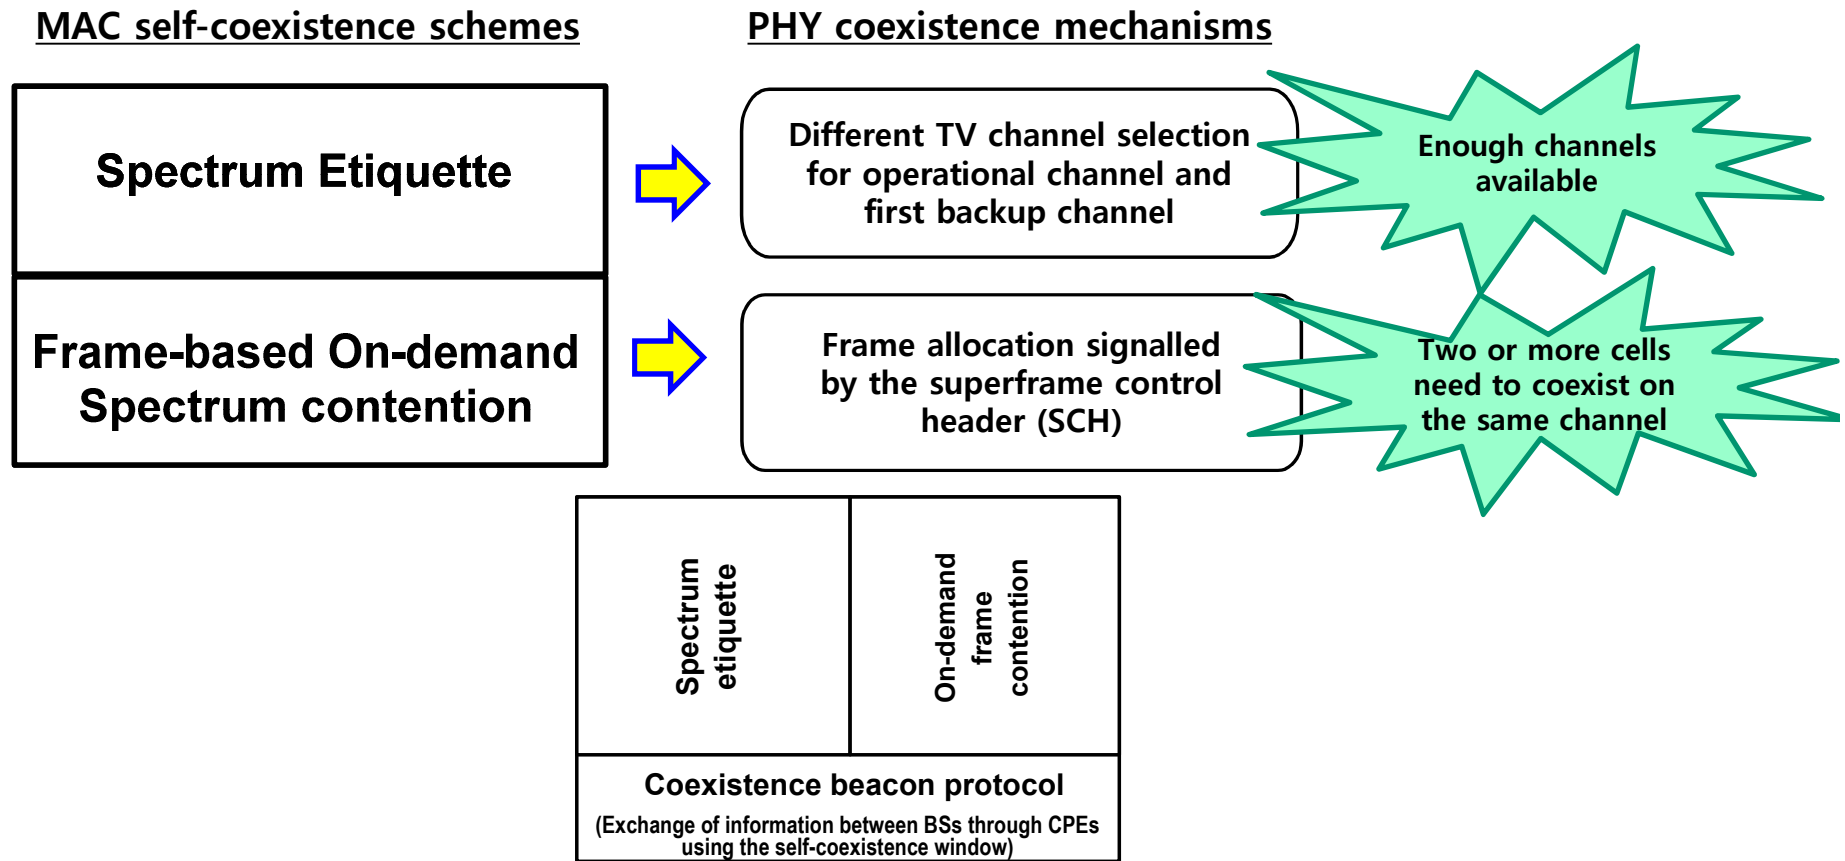 MAC self-coexistence schemes
PHY coexistence mechanisms
Spectrum Etiquette
Different TV channel selection
for operational channel and
first backup channel
Enough channels
available
Frame-based On-demand
Spectrum contention
Frame allocation signalled
by the superframe control
header (SCH)
Two or more cells
need to coexist on
the same channel
Spectrum
etiquette
On-demand
frame
contention
Coexistence beacon protocol
(Exchange of information between BSs through CPEs
using the self-coexistence window)